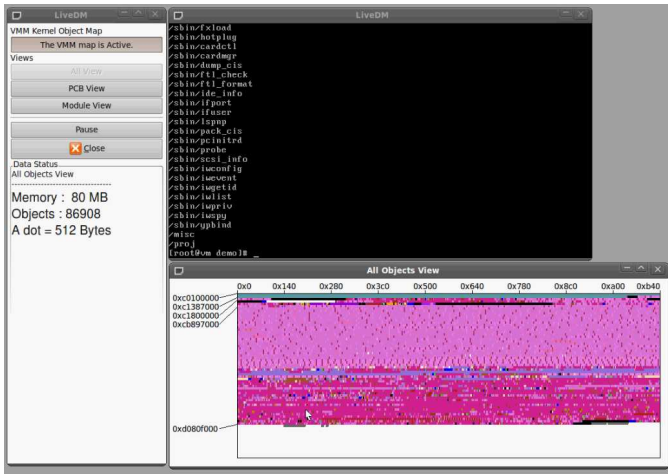 LiveDM
VMM Kernel Object Map
The VMM map is Active.
Views
All View
PCB View
Module View
Pause
Close
Data Status
All Objects View
Memory : 80 MB
Objects : 86908
A dot = 512 Bytes
LiveDM
/sbin/fxload
/sbin/hotplug
/sbin/cardctl
/sbin/cardmgr
/sbin/dump_cis
/sbin/ftl_check
/sbin/ftl_format
/sbin/ide_info
/sbin/ifport
/sbin/ifuser
/sbin/lspnp
/sbin/pack_cis
/sbin/pcinitrd
/sbin/probe
/sbin/scsi_info
/sbin/iwconfig
/sbin/iwevent
/sbin/iwgetid
/sbin/iwlist
/sbin/iwpriv
/sbin/iwspy
/sbin/ypbind
/misc
/proj
[root@vm demo]# _
All Objects View
0x0 0x140 0x280 0x3c0 0x500 0x640 0x780 0x8c0 0xa00 0xb40
0xc0100000
0xc1387000
0xc1800000
0xcb897000
0xd080f000